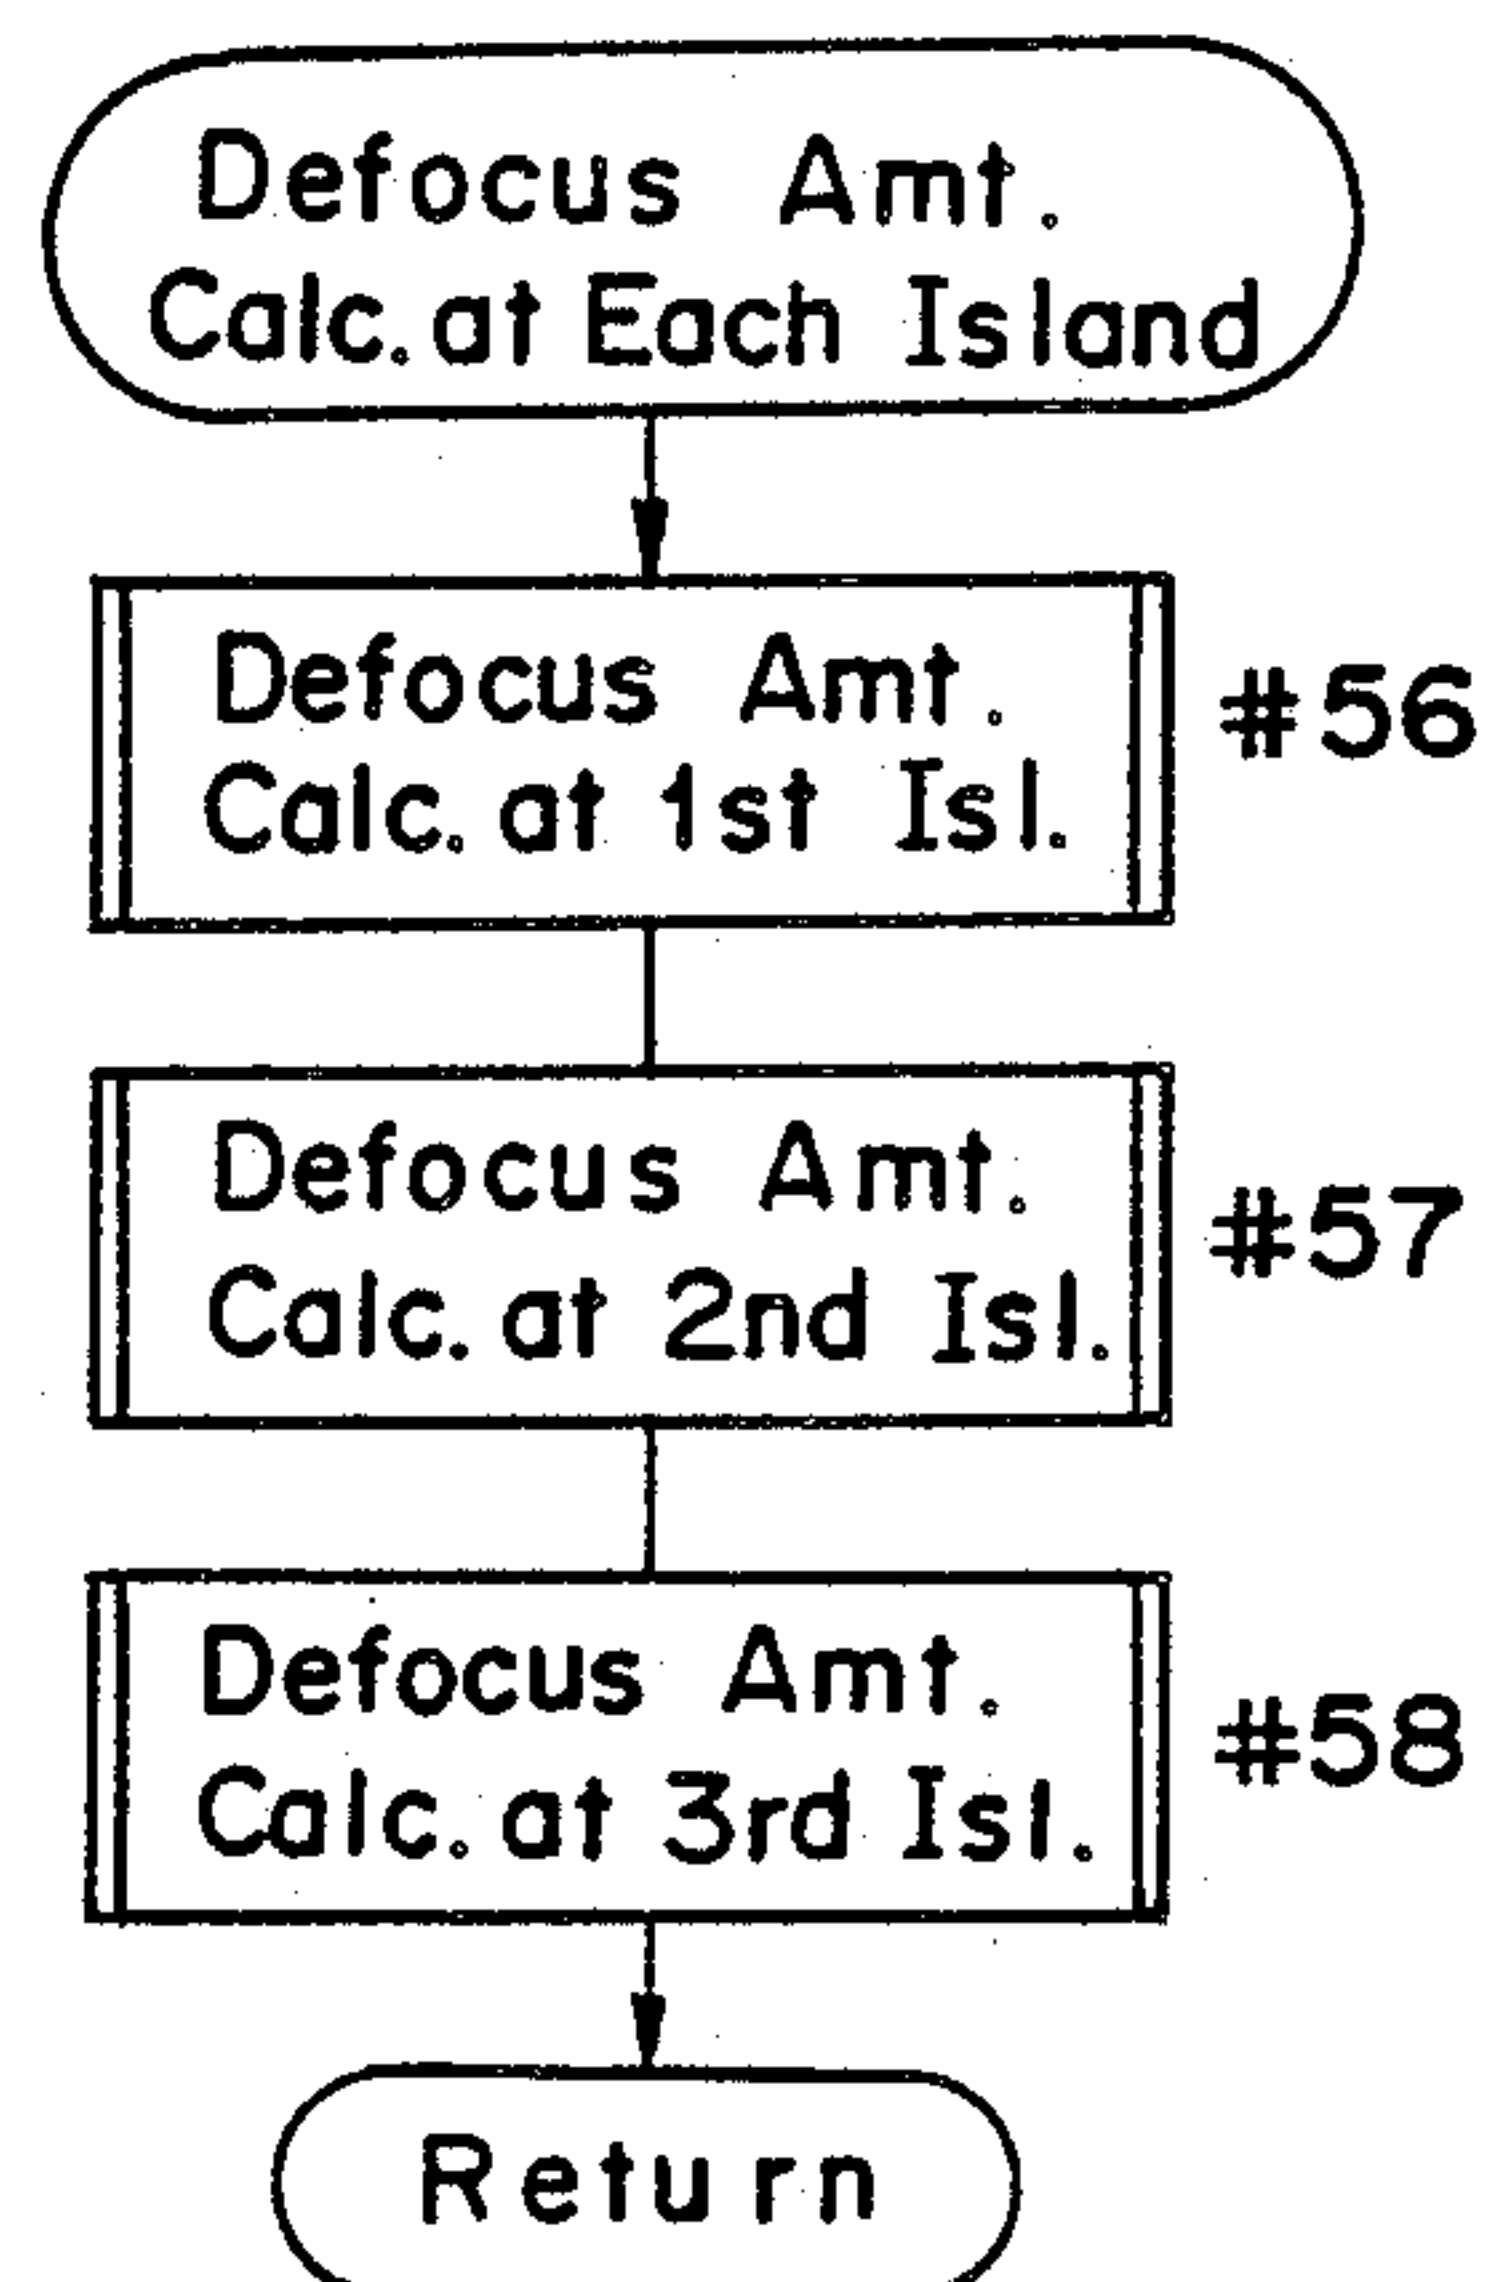 Defocus Amt.
Calc. at Each Island
Defocus Amt.
Calc. at 1st Isl.
#56
Defocus Amt.
Calc. at 2nd Isl.
#57
Defocus Amt.
Calc. at 3rd Isl.
#58
Return